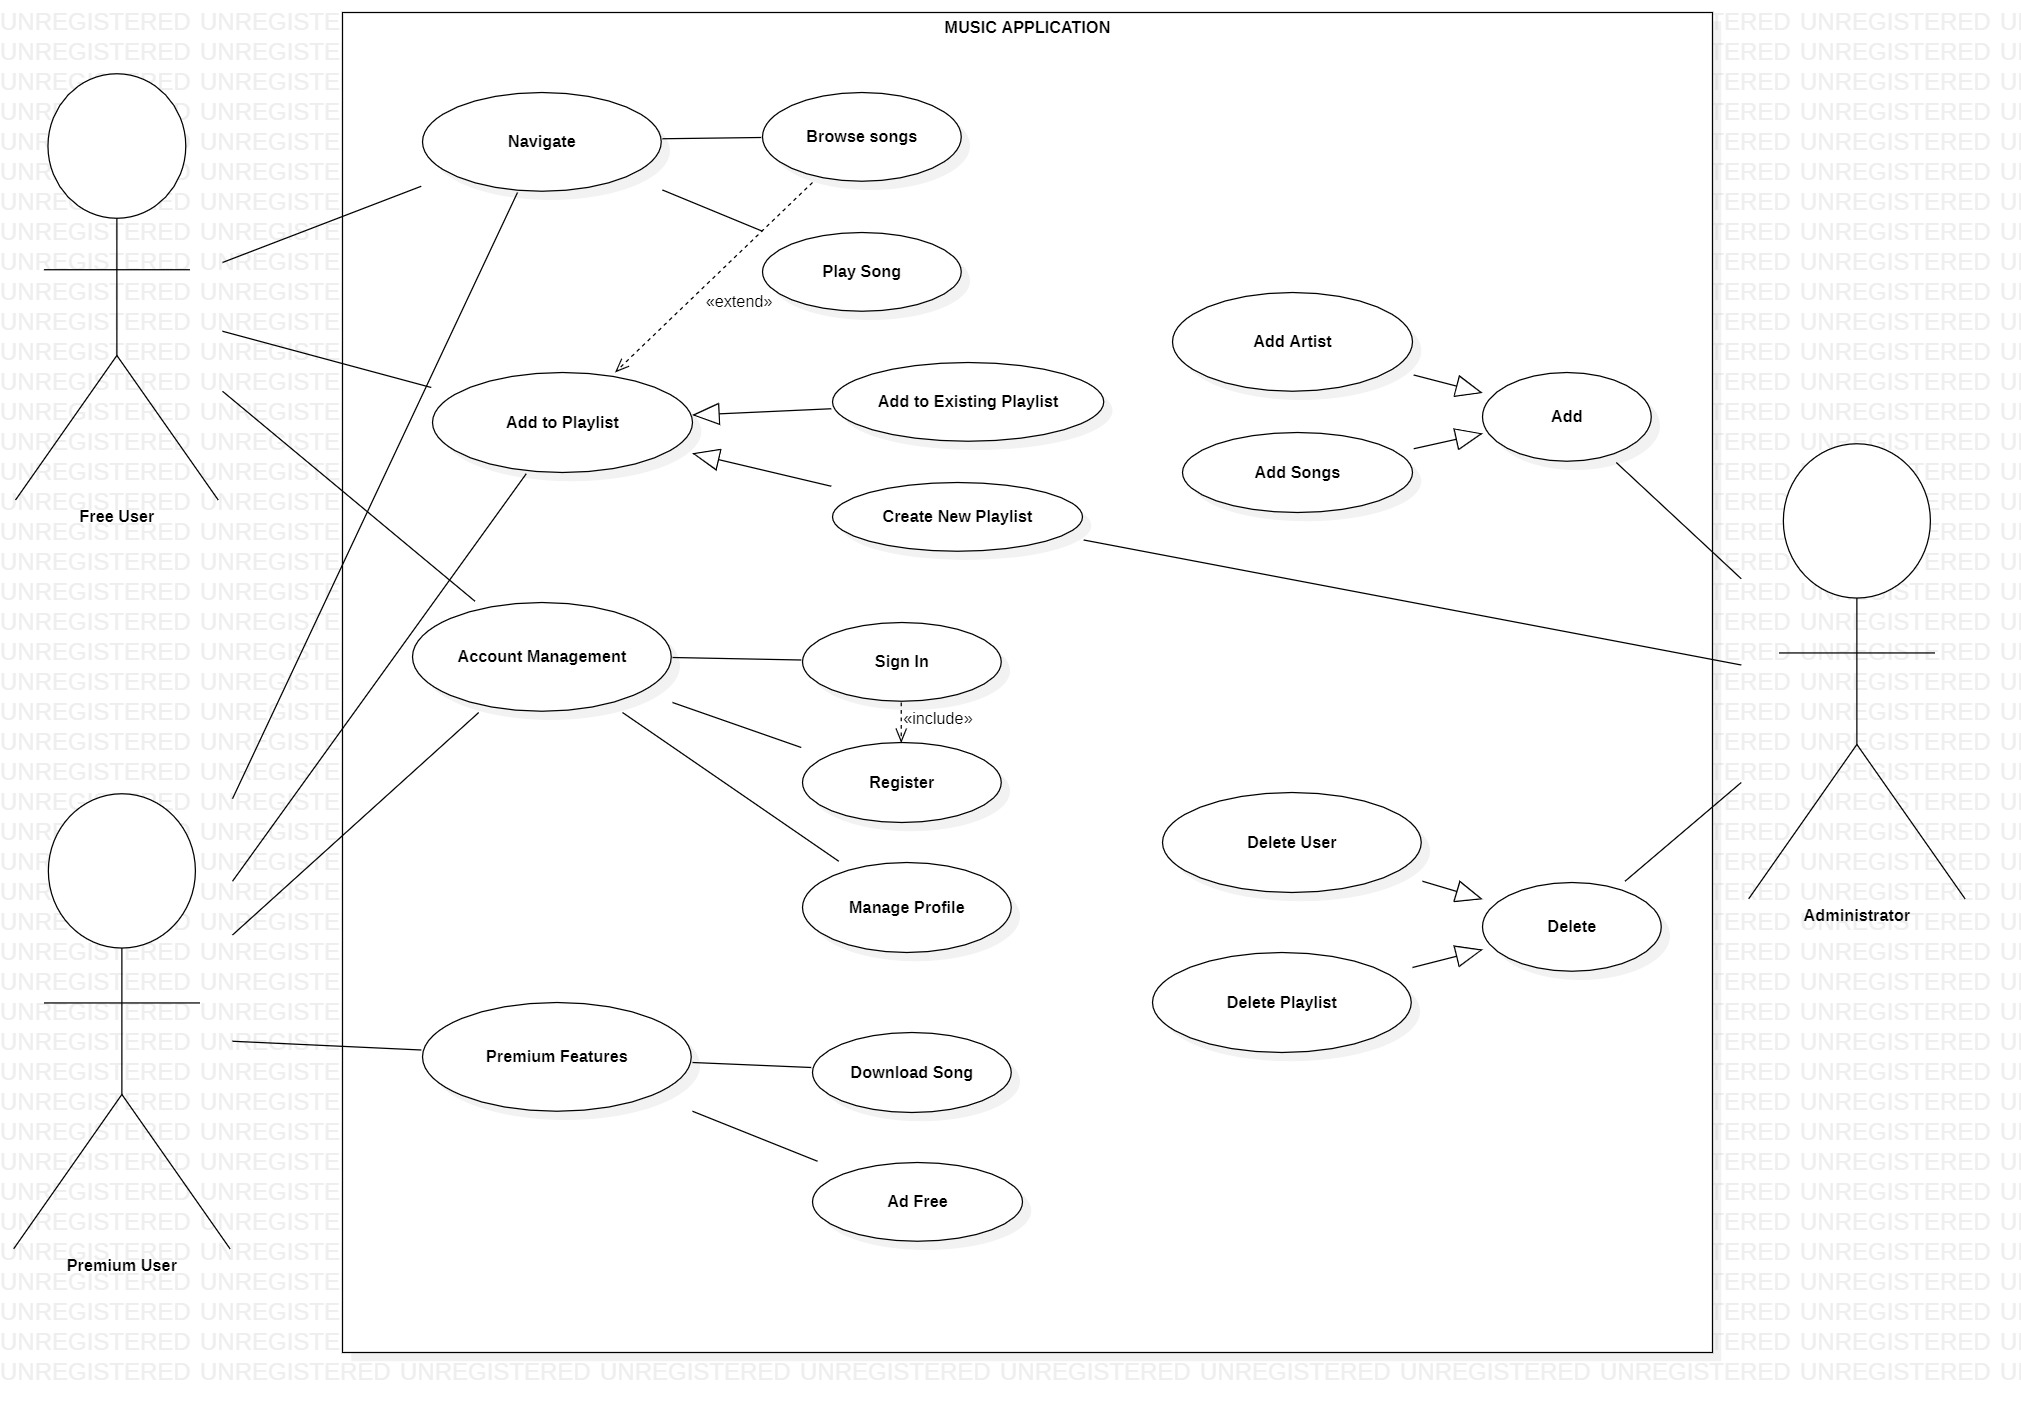 MUSIC APPLICATION
Navigate
Browse songs
Play Song
«extend»
Add Artist
Add to Existing Playlist
Add to Playlist
Add
Add Songs
Free User
Create New Playlist
Account Management
Sign In
«include»
Register
Delete User
Manage Profile
Administrator
Delete
Delete Playlist
Premium Features
Download Song
Ad Free
Premium User
UNREGISTERED UNREGISTERED UNREGISTERED UNREGISTERED UNREGISTERED UNREGISTERED UNREGISTERED UNREGISTERED UNREGISTERED UNREGISTERED